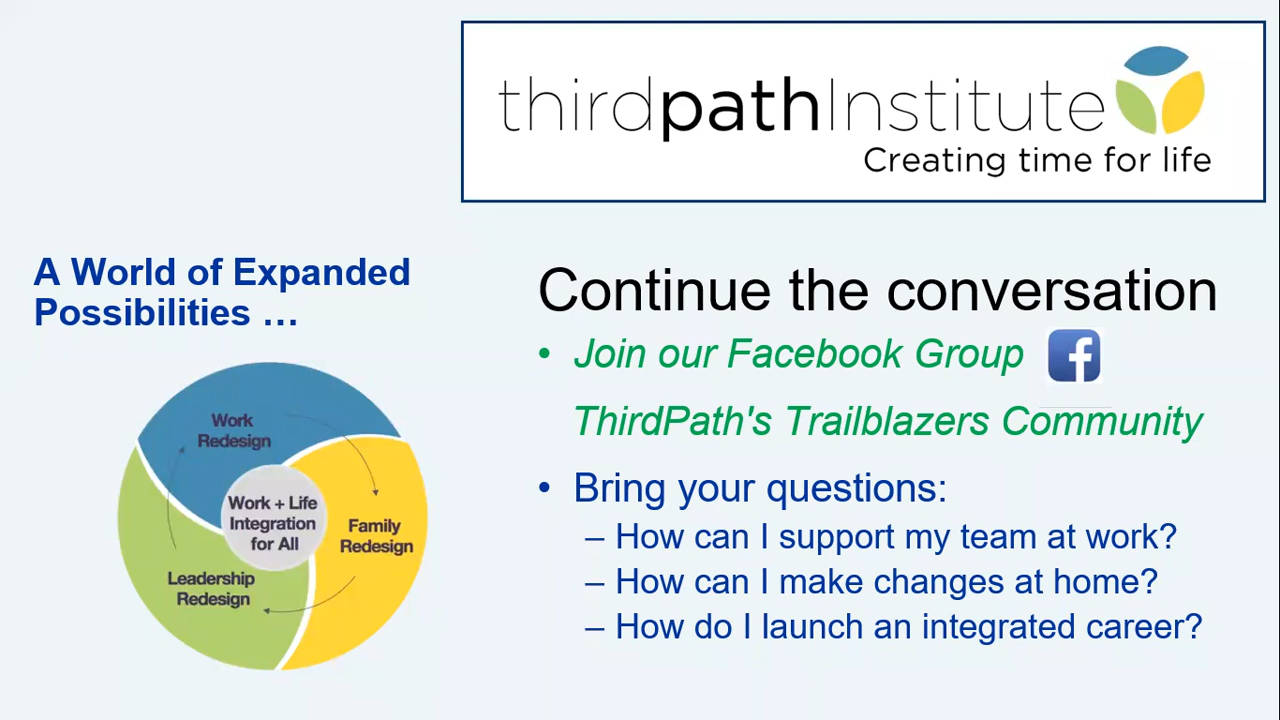 thirdpathInstitute
Creating time for life
A World of Expanded
Possibilities …
Work
Redesign
Work + Life
Integration
for All
Family
Redesign
Leadership
Redesign
Continue the conversation
• Join our Facebook Group
ThirdPath's Trailblazers Community
• Bring your questions:
– How can I support my team at work?
– How can I make changes at home?
– How do I launch an integrated career?